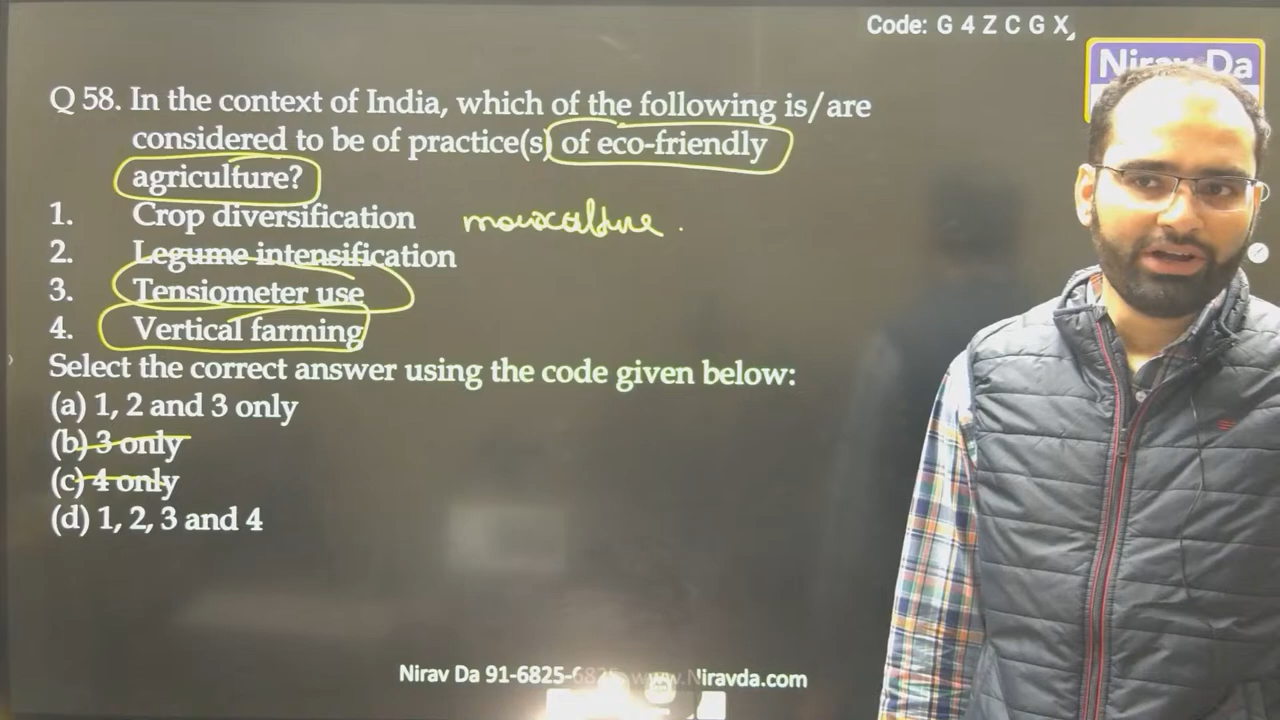 Code: G 4 Z C G X
Nirav Da
Q 58. In the context of India, which of the following is/are
considered to be of practice(s) of eco-friendly
agriculture?
1. Crop diversification monoculture.
2. Legume intensification
3. Tensiometer use
4. Vertical farming
Select the correct answer using the code given below:
(a) 1, 2 and 3 only
(b) 3 only
(c) 4 only
(d) 1, 2, 3 and 4
Nirav Da 91-6825-682 www.Niravda.com